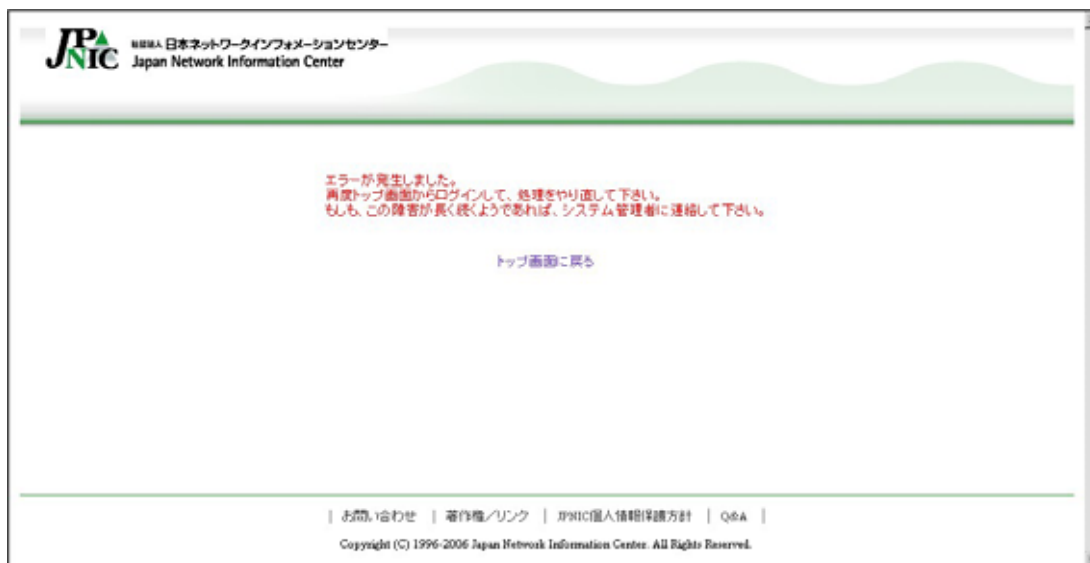 JPNIC
社団法人 日本ネットワークインフォメーションセンター
Japan Network Information Center
エラーが発生しました。
再度トップ画面からログインして、処理をやり直して下さい。
もしも、この障害が長く続くようであれば、システム管理者に連絡して下さい。
トップ画面に戻る
| お問い合わせ | 著作権/リンク | JPNIC個人情報保護方針 | Q&A |
Copyright (C) 1996-2006 Japan Network Information Center. All Rights Reserved.